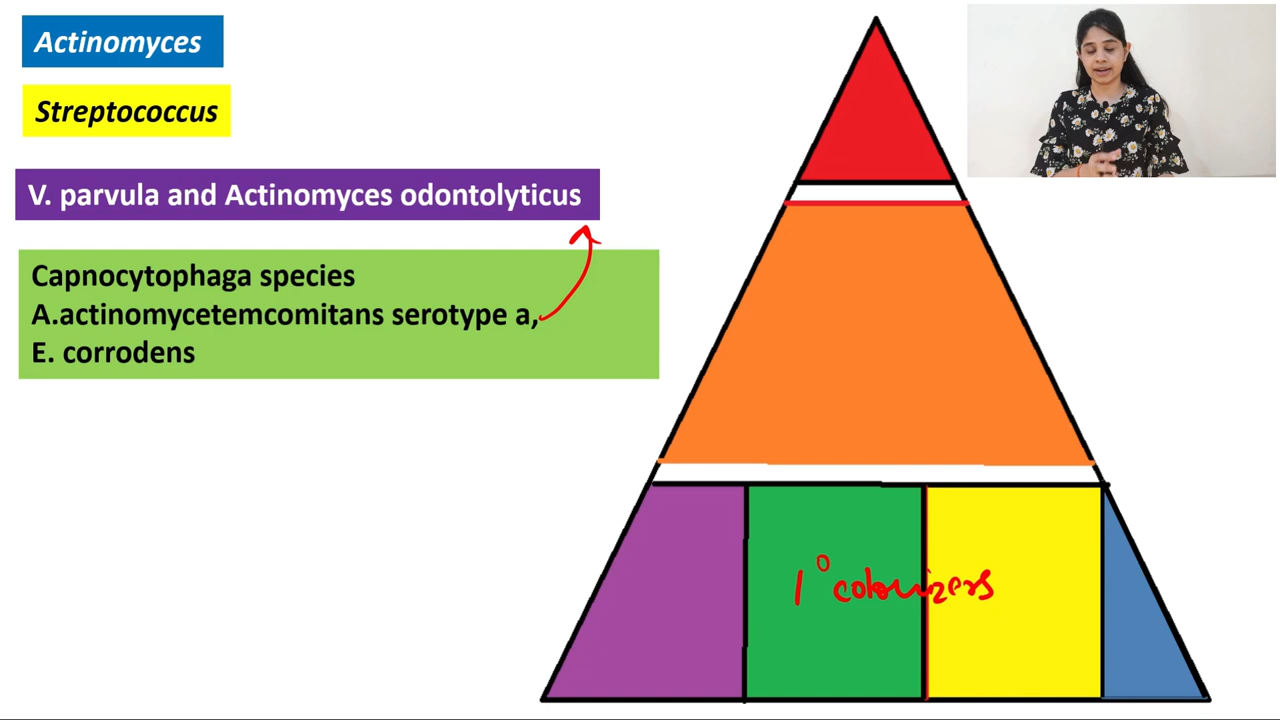 Actinomyces
Streptococcus
V. parvula and Actinomyces odontolyticus
Capnocytophaga species
A.actinomycetemcomitans serotype a,
E. corrodens
1° colonizers